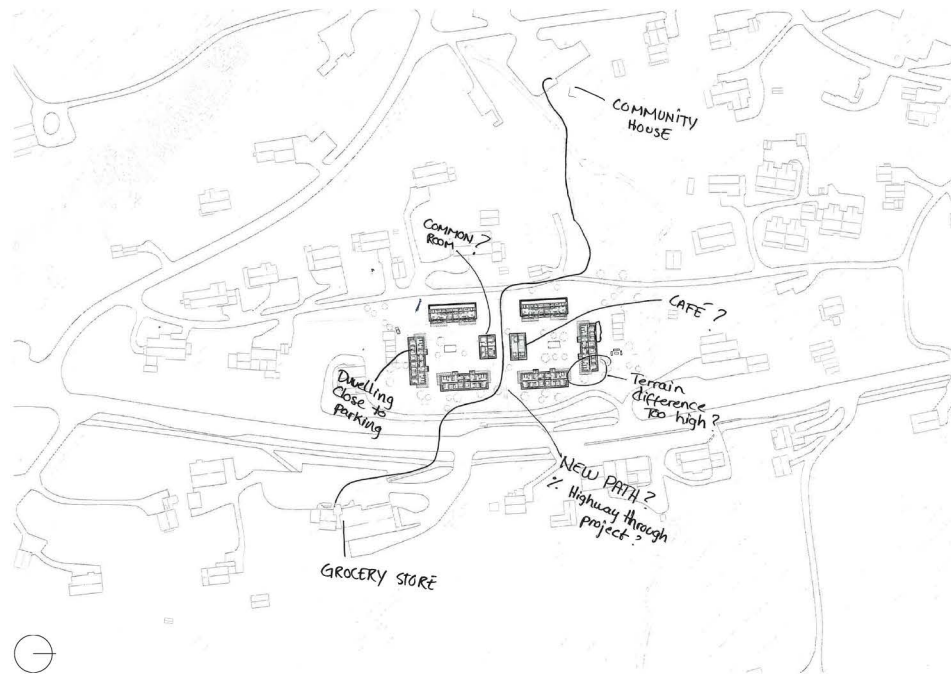 COMMUNITY
HOUSE
COMMON
ROOM ?
CAFÉ ?
Dwelling
close to
parking
Terrain
difference
too high?
NEW PATH ?
% Highway through
project?
GROCERY STORE